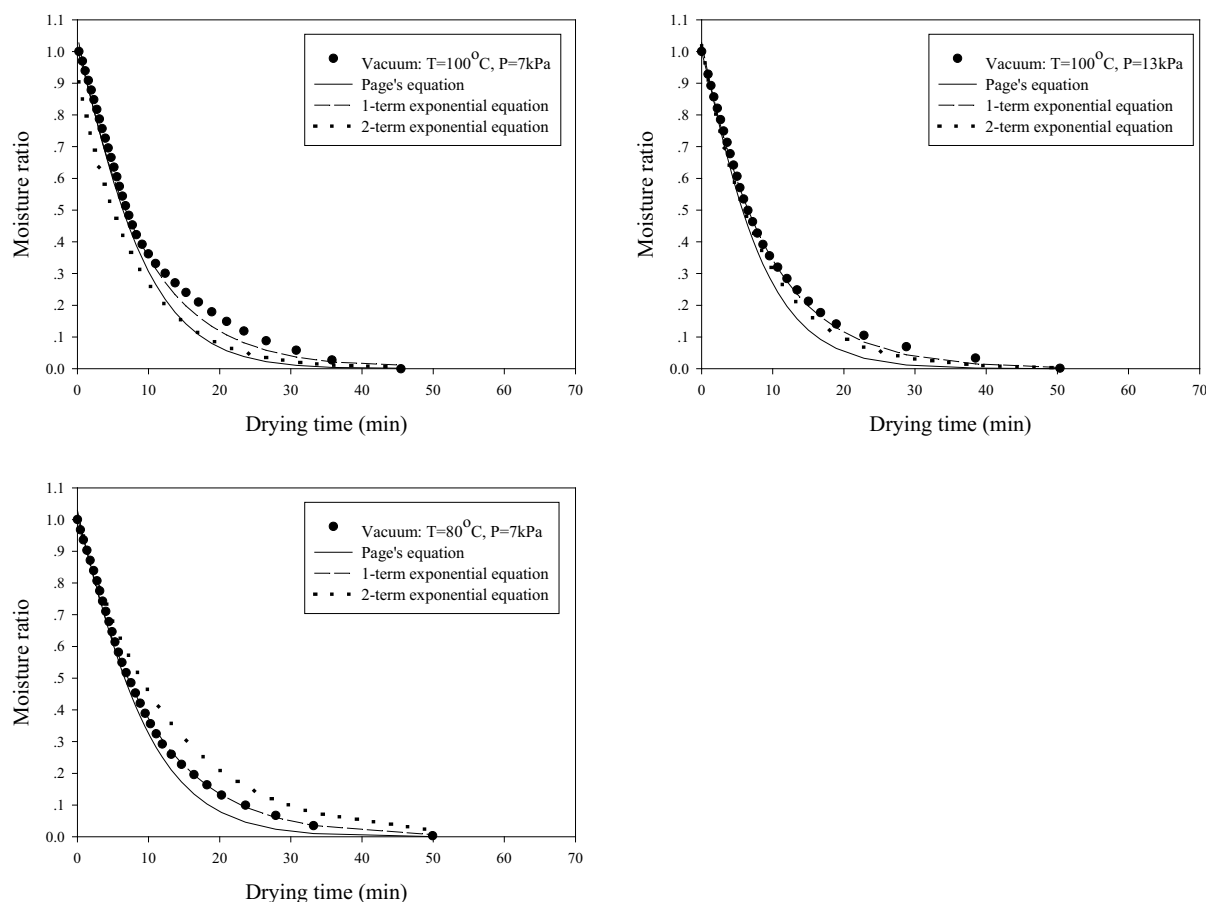 1.1
1.0
.9
.8
.7
.6
.5
.4
.3
.2
.1
0.0
Moisture ratio
0 10 20 30 40 50 60 70
Drying time (min)
Vacuum: T=100°C, P=7kPa
Page's equation
1-term exponential equation
2-term exponential equation
1.1
1.0
.9
.8
.7
.6
.5
.4
.3
.2
.1
0.0
Moisture ratio
0 10 20 30 40 50 60 70
Drying time (min)
Vacuum: T=100°C, P=13kPa
Page's equation
1-term exponential equation
2-term exponential equation
1.1
1.0
.9
.8
.7
.6
.5
.4
.3
.2
.1
0.0
Moisture ratio
0 10 20 30 40 50 60 70
Drying time (min)
Vacuum: T=80°C, P=7kPa
Page's equation
1-term exponential equation
2-term exponential equation